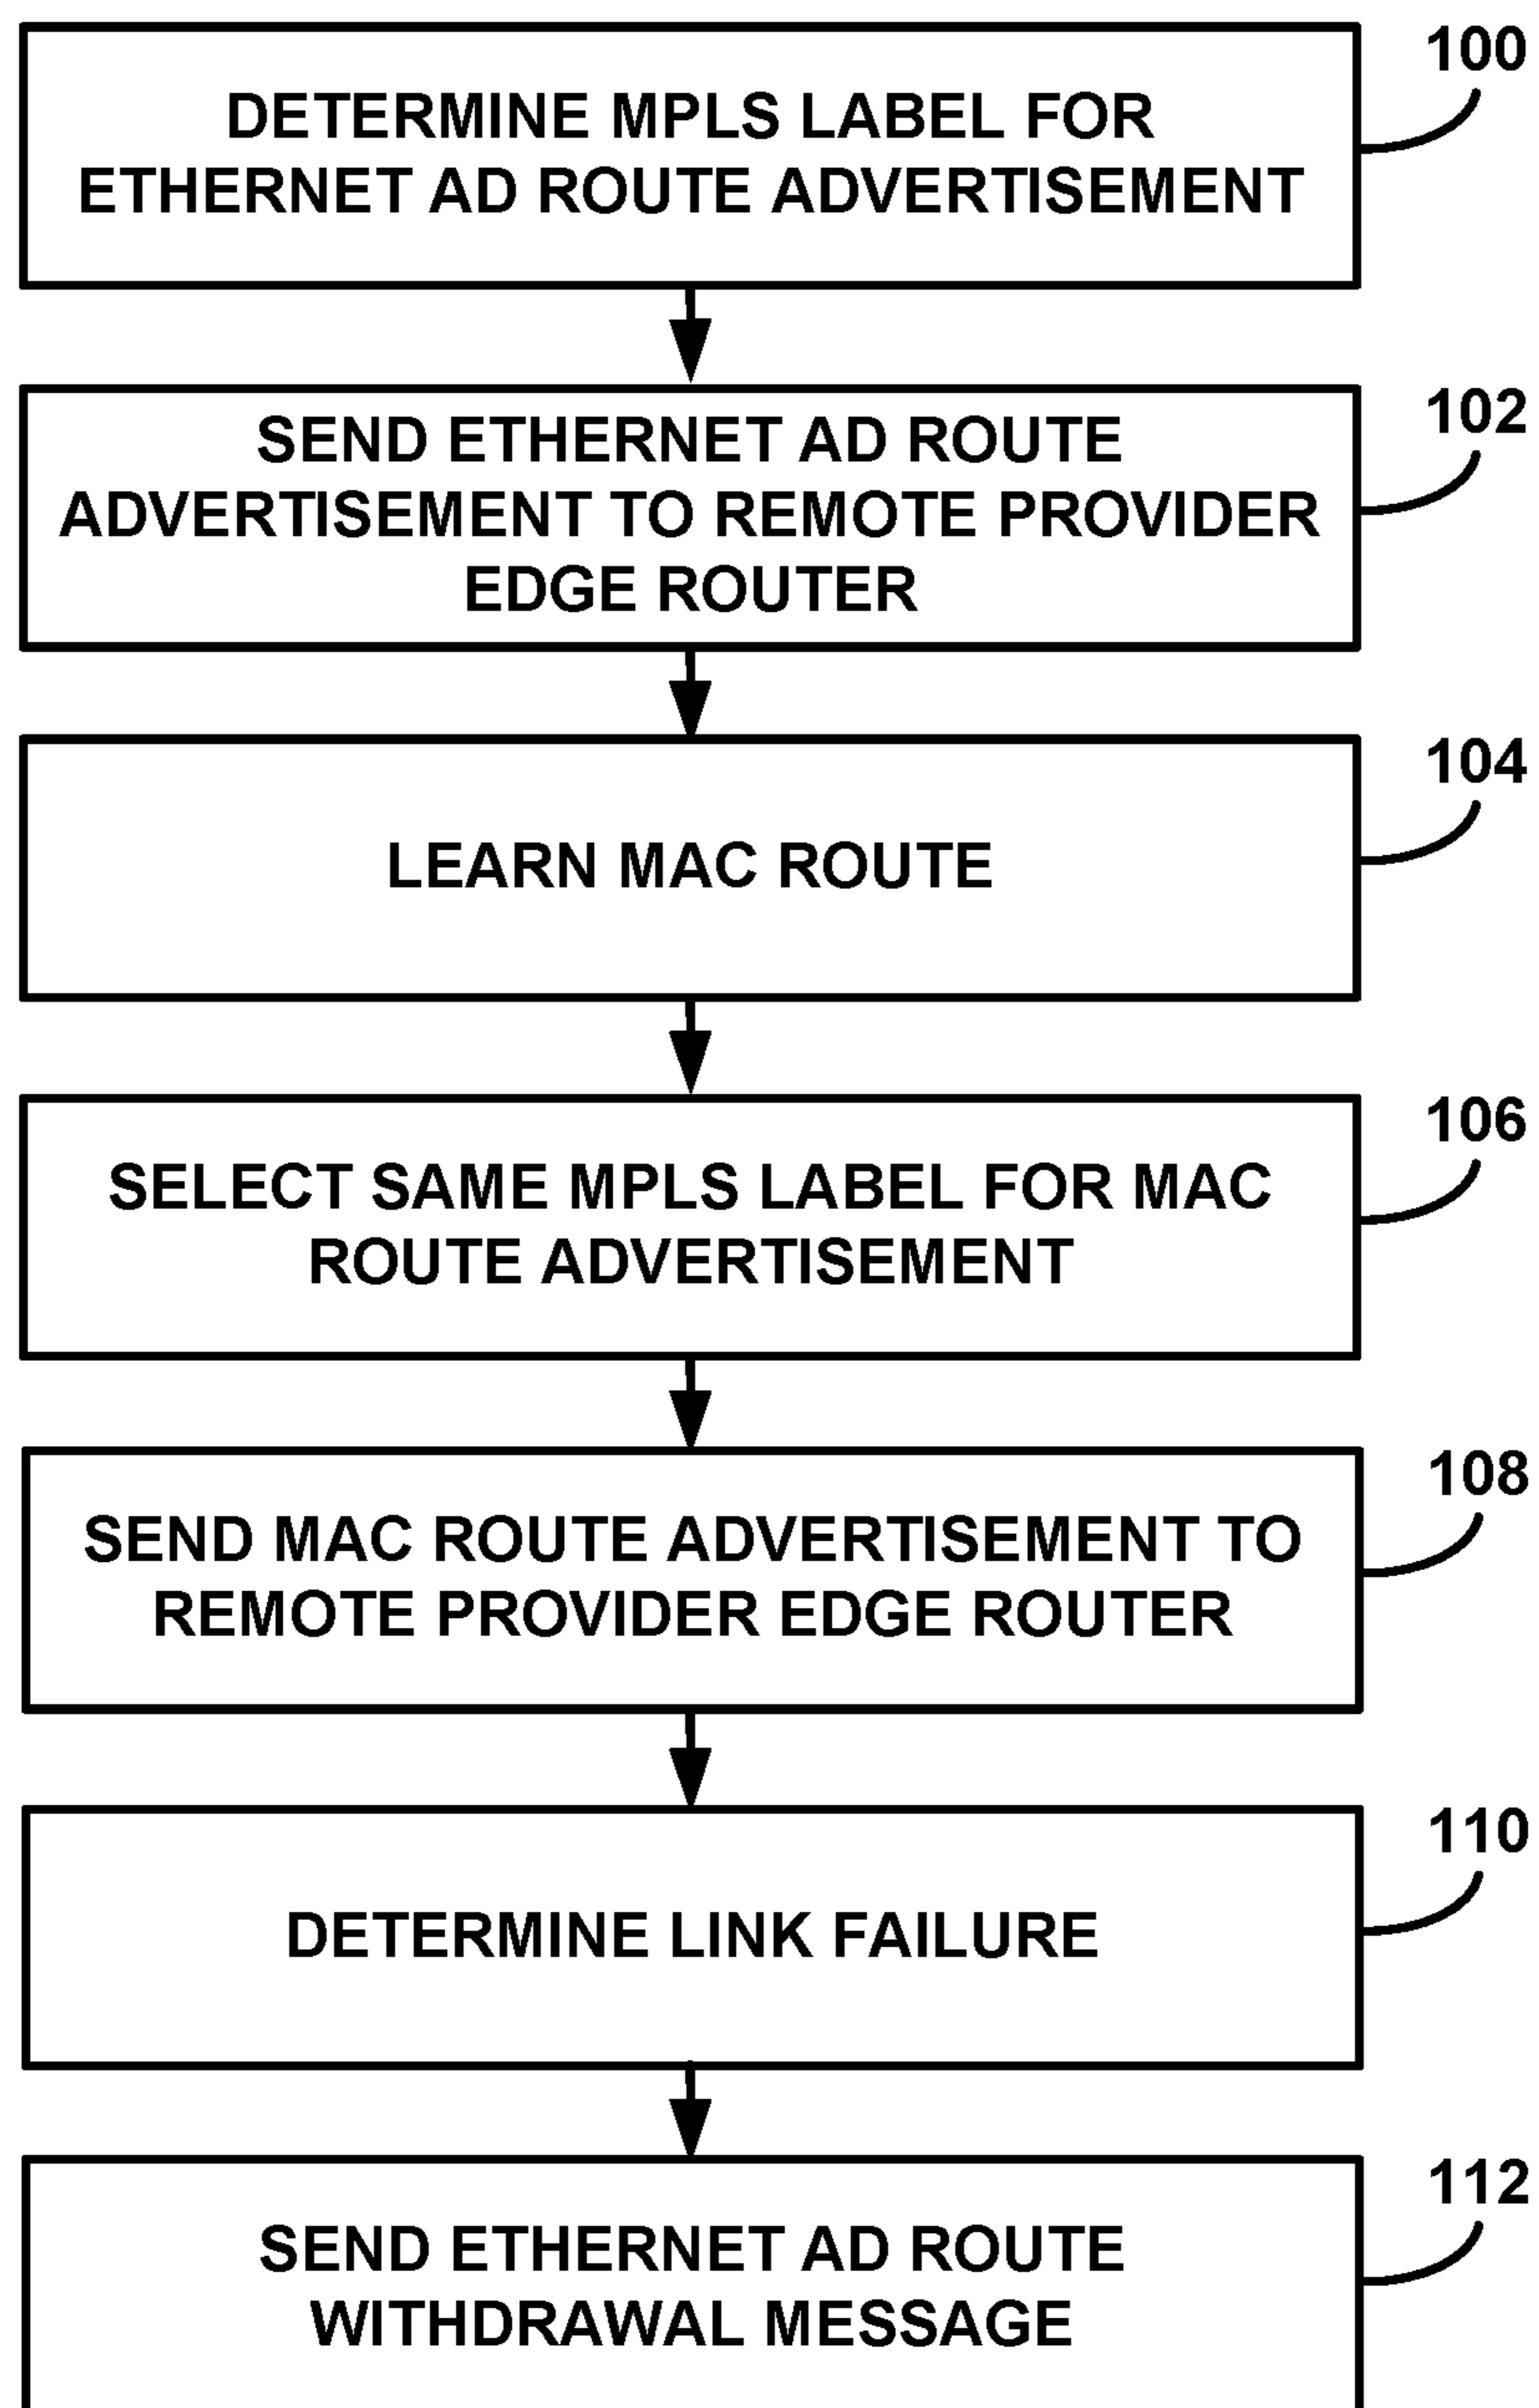 100
DETERMINE MPLS LABEL FOR
ETHERNET AD ROUTE ADVERTISEMENT
102
SEND ETHERNET AD ROUTE
ADVERTISEMENT TO REMOTE PROVIDER
EDGE ROUTER
104
LEARN MAC ROUTE
106
SELECT SAME MPLS LABEL FOR MAC
ROUTE ADVERTISEMENT
108
SEND MAC ROUTE ADVERTISEMENT TO
REMOTE PROVIDER EDGE ROUTER
110
DETERMINE LINK FAILURE
112
SEND ETHERNET AD ROUTE
WITHDRAWAL MESSAGE